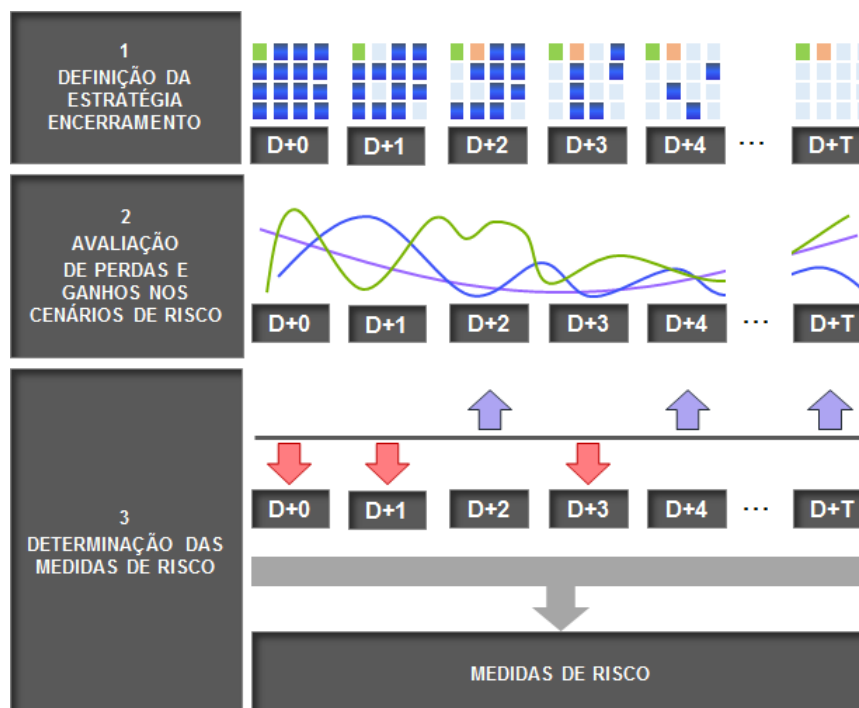 1
DEFINIÇÃO DA
ESTRATÉGIA
ENCERRAMENTO
D+0 D+1 D+2 D+3 D+4 ... D+T
2
AVALIAÇÃO
DE PERDAS E
GANHOS NOS
CENÁRIOS DE RISCO
D+0 D+1 D+2 D+3 D+4 ... D+T
3
DETERMINAÇÃO DAS
MEDIDAS DE RISCO
D+0 D+1 D+2 D+3 D+4 ... D+T
MEDIDAS DE RISCO